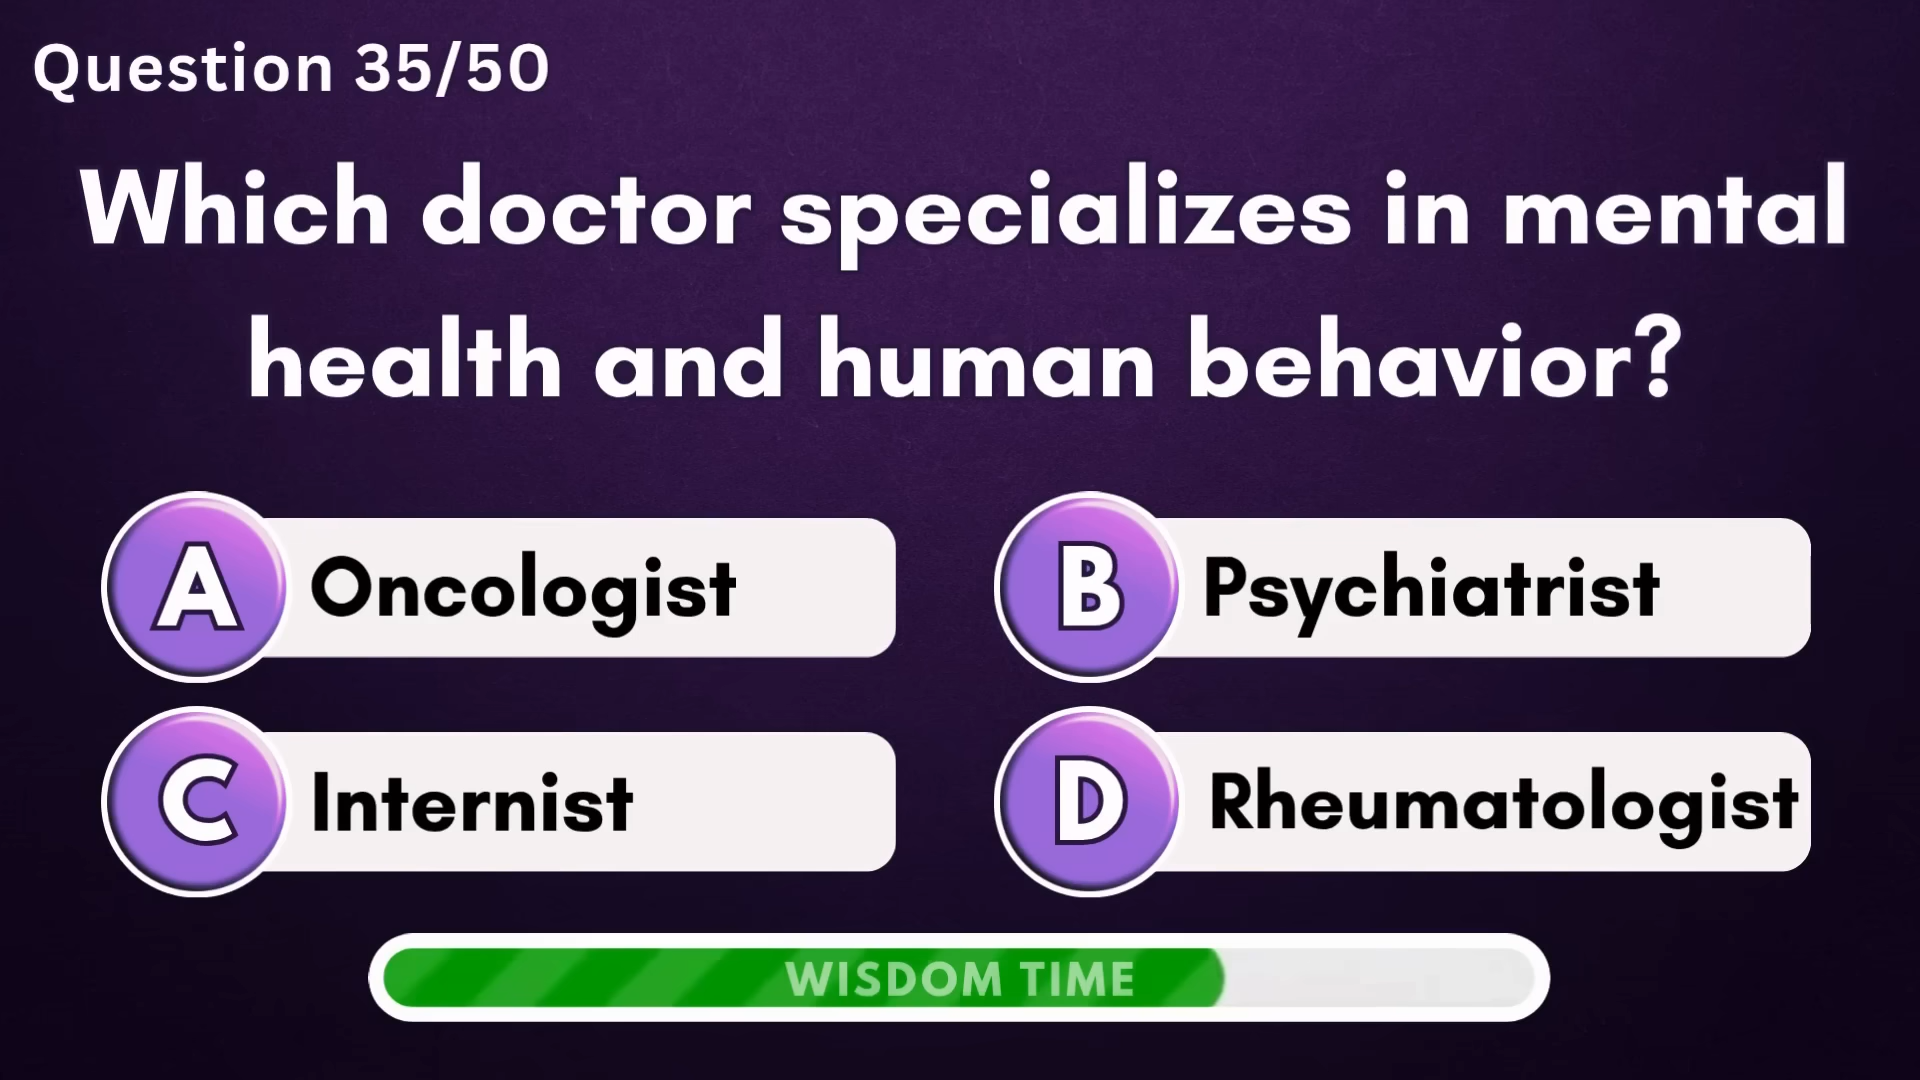 Question 35/50
Which doctor specializes in mental
health and human behavior?
A Oncologist
B Psychiatrist
C Internist
D Rheumatologist
WISDOM TIME